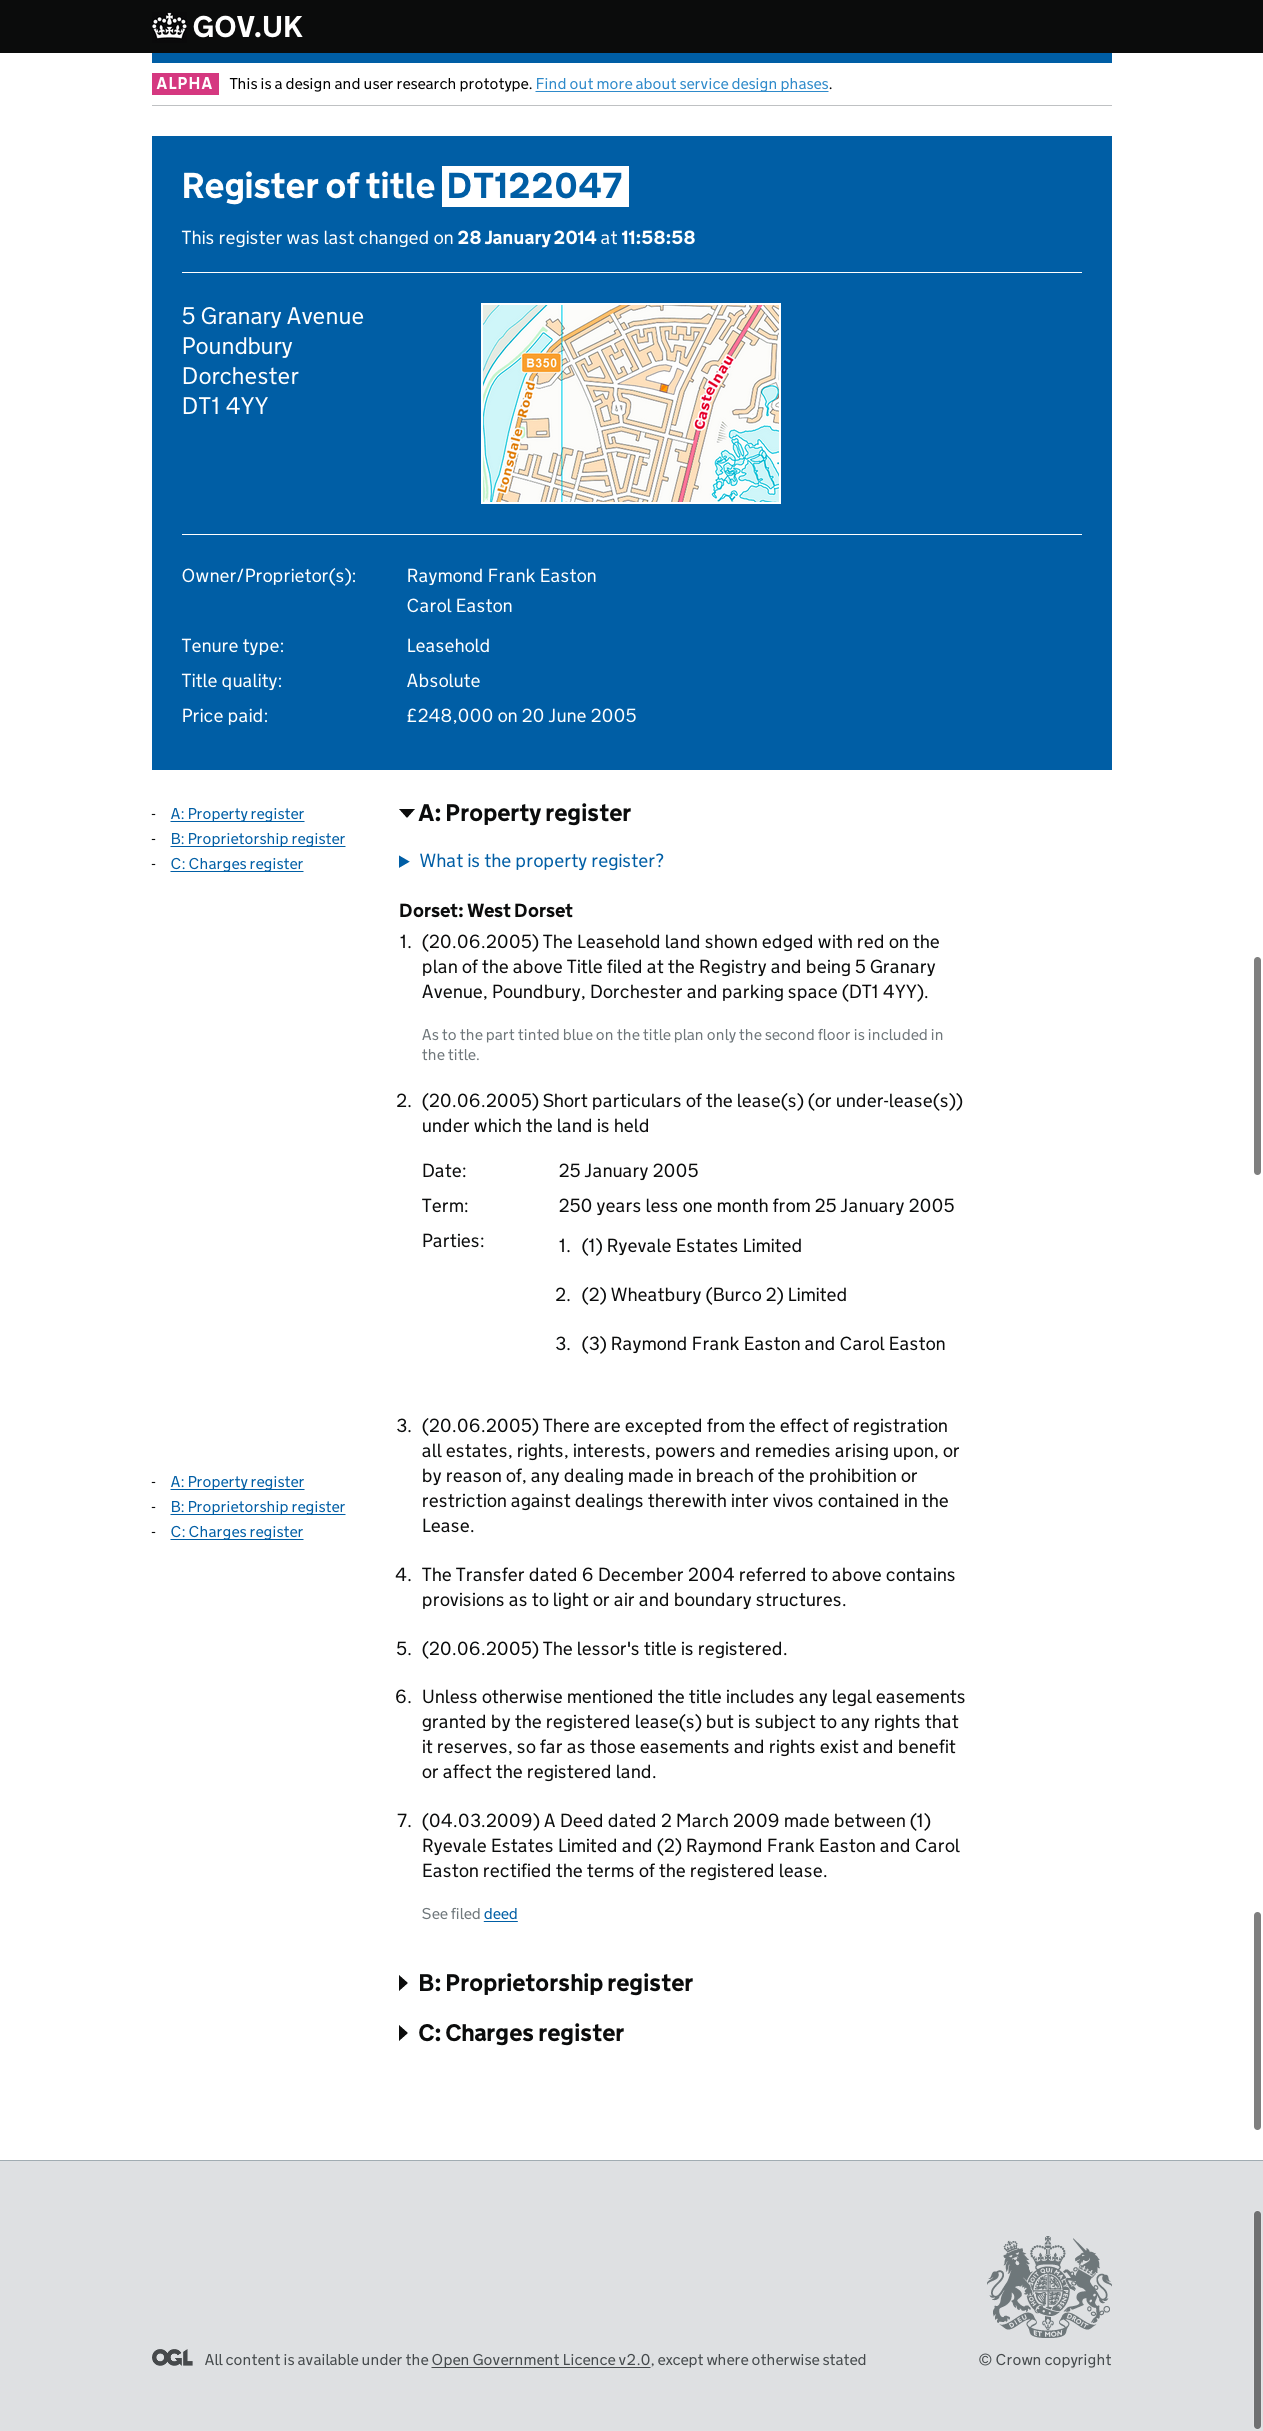 GOV.UK
ALPHA This is a design and user research prototype. Find out more about service design phases.
Register of title DT122047
This register was last changed on 28 January 2014 at 11:58:58
5 Granary Avenue
Poundbury
Dorchester
DT1 4YY
B350
Lonsdale Road
Castelnau
Owner/Proprietor(s): Raymond Frank Easton
Carol Easton
Tenure type: Leasehold
Title quality: Absolute
Price paid: £248,000 on 20 June 2005
- A: Property register
- B: Proprietorship register
- C: Charges register
A: Property register
What is the property register?
Dorset: West Dorset
1. (20.06.2005) The Leasehold land shown edged with red on the
plan of the above Title filed at the Registry and being 5 Granary
Avenue, Poundbury, Dorchester and parking space (DT1 4YY).
As to the part tinted blue on the title plan only the second floor is included in
the title.
2. (20.06.2005) Short particulars of the lease(s) (or under-lease(s))
under which the land is held
Date: 25 January 2005
Term: 250 years less one month from 25 January 2005
Parties: 1. (1) Ryevale Estates Limited
2. (2) Wheatbury (Burco 2) Limited
3. (3) Raymond Frank Easton and Carol Easton
3. (20.06.2005) There are excepted from the effect of registration
all estates, rights, interests, powers and remedies arising upon, or
by reason of, any dealing made in breach of the prohibition or
restriction against dealings therewith inter vivos contained in the
Lease.
- A: Property register
- B: Proprietorship register
- C: Charges register
4. The Transfer dated 6 December 2004 referred to above contains
provisions as to light or air and boundary structures.
5. (20.06.2005) The lessor's title is registered.
6. Unless otherwise mentioned the title includes any legal easements
granted by the registered lease(s) but is subject to any rights that
it reserves, so far as those easements and rights exist and benefit
or affect the registered land.
7. (04.03.2009) A Deed dated 2 March 2009 made between (1)
Ryevale Estates Limited and (2) Raymond Frank Easton and Carol
Easton rectified the terms of the registered lease.
See filed deed
B: Proprietorship register
C: Charges register
DIEU ET MON DROIT
OGL All content is available under the Open Government Licence v2.0, except where otherwise stated
© Crown copyright